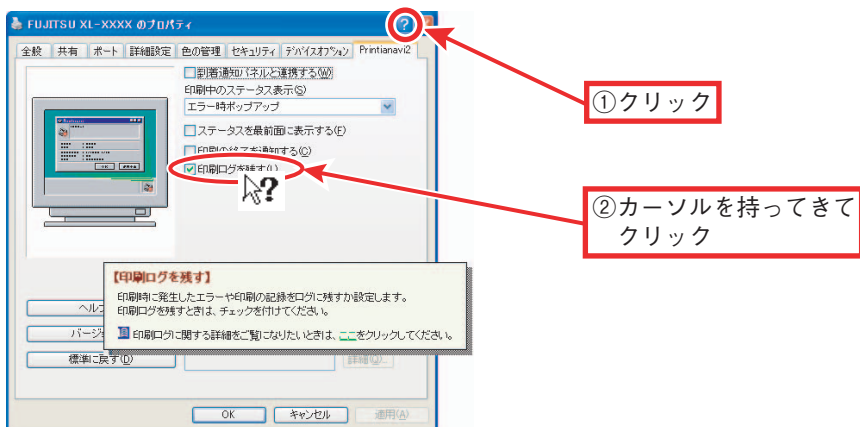 FUJITSU XL-XXXX のプロパティ
?
全般 共有 ポート 詳細設定 色の管理 セキュリティ デバイスオプション Printianavi2
到着通知パネルと連携する(W)
印刷中のステータス表示(S)
エラー時ポップアップ
ステータスを最前面に表示する(F)
印刷の終了を通知する(C)
印刷ログを残す(L)
?
①クリック
②カーソルを持ってきて
クリック
【印刷ログを残す】
印刷時に発生したエラーや印刷の記録をログに残すか設定します。
印刷ログを残すときは、チェックを付けてください。
印刷ログに関する詳細をご覧になりたいときは、ここをクリックしてください。
ヘルプ
バージ
標準に戻す(D)
詳細(Q)...
OK キャンセル 適用(A)